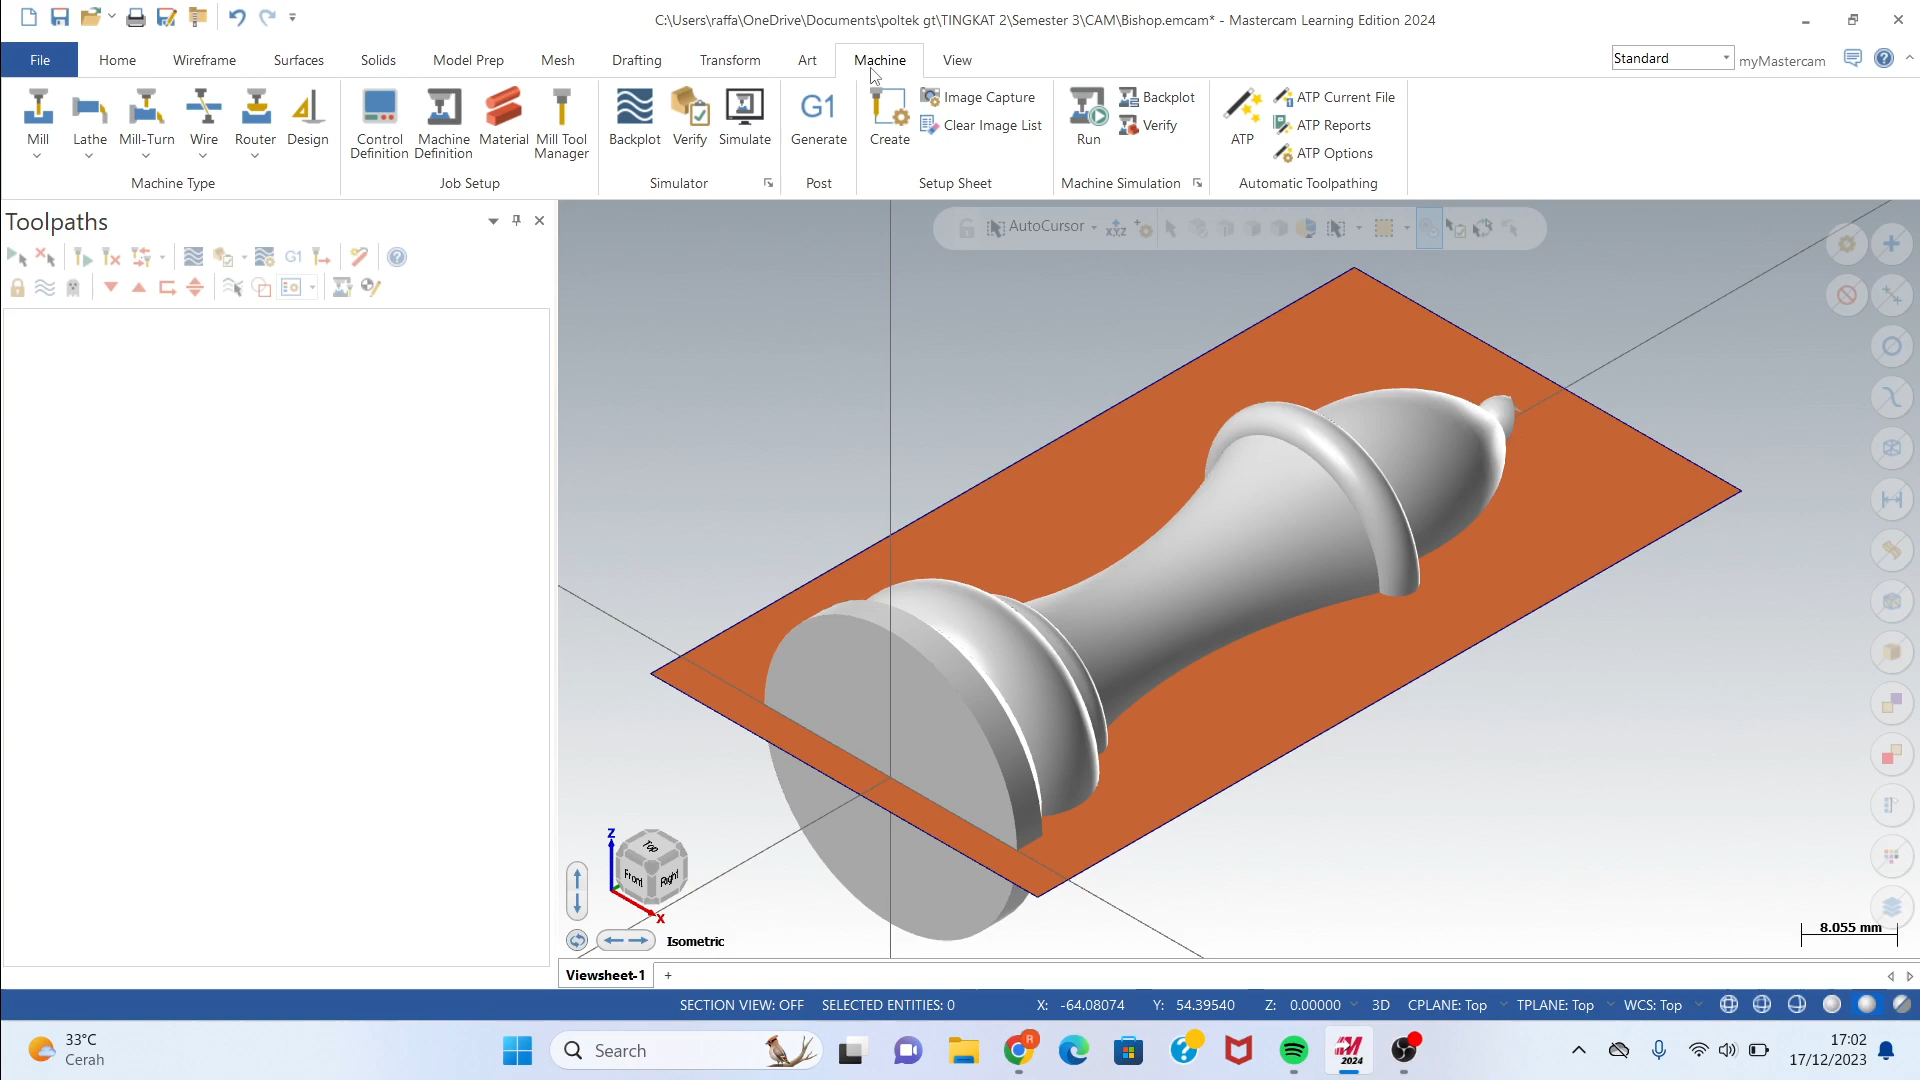 C:\Users\raffa\OneDrive\Documents\poltek gt\TINGKAT 2\Semester 3\CAM\Bishop.emcam* - Mastercam Learning Edition 2024
File Home Wireframe Surfaces Solids Model Prep Mesh Drafting Transform Art Machine View
Standard myMastercam
Mill Lathe Mill-Turn Wire Router Design
Machine Type
Control Definition Machine Definition Material Mill Tool Manager
Job Setup
Backplot Verify Simulate
Simulator
G1 Generate
Post
Create Image Capture
Clear Image List
Setup Sheet
Run Backplot
Verify
Machine Simulation
ATP ATP Current File
ATP Reports
ATP Options
Automatic Toolpathing
Toolpaths
G1
AutoCursor XYZ
Z
Top
Front Right
X
Isometric
8.055 mm
Viewsheet-1 +
SECTION VIEW: OFF SELECTED ENTITIES: 0 X: -64.08074 Y: 54.39540 Z: 0.00000 3D CPLANE: Top TPLANE: Top WCS: Top
33°C
Cerah
Search
R
2024
17:02
17/12/2023